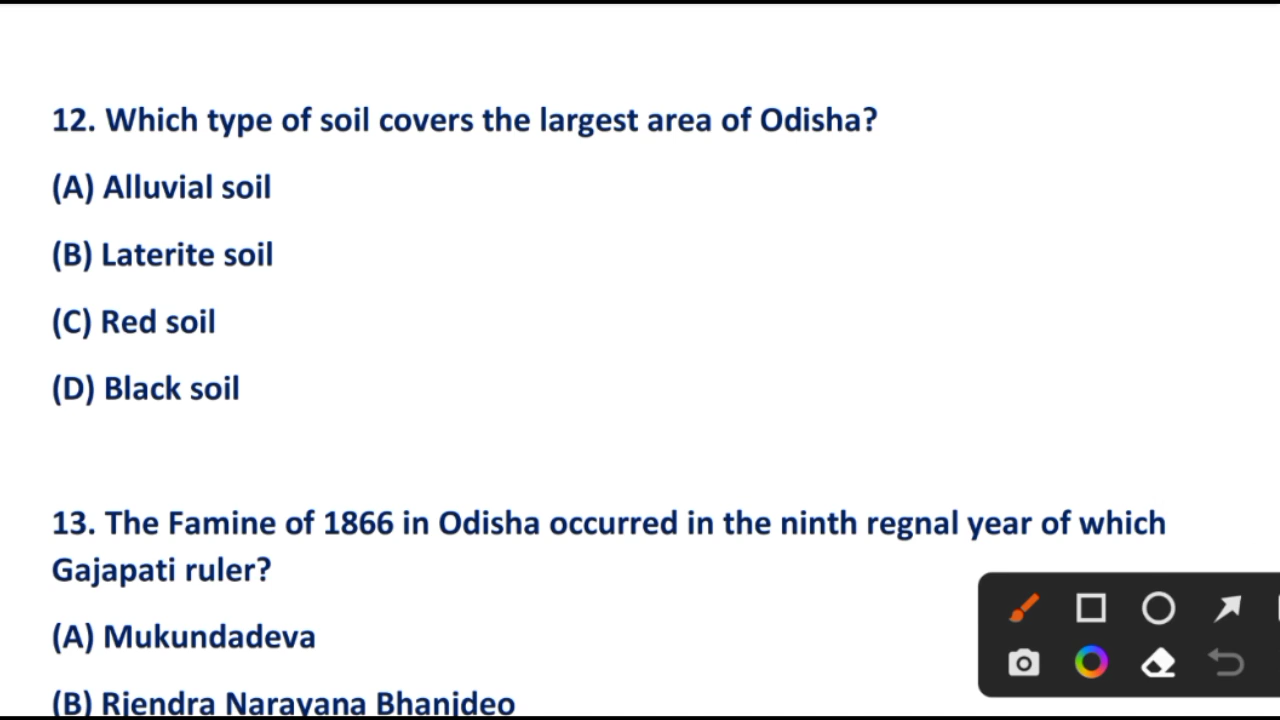 12. Which type of soil covers the largest area of Odisha?
(A) Alluvial soil
(B) Laterite soil
(C) Red soil
(D) Black soil
13. The Famine of 1866 in Odisha occurred in the ninth regnal year of which
Gajapati ruler?
(A) Mukundadeva
(B) Rjendra Narayana Bhanjdeo